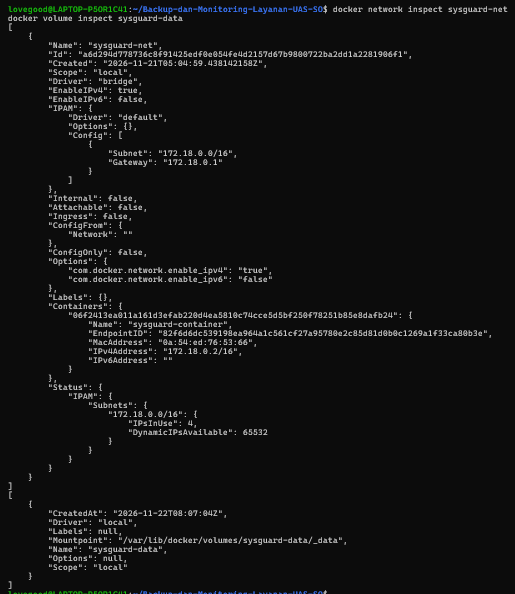 lovegood@LAPTOP-P5OR1C41:~/Backup-dan-Monitoring-Layanan-UAS-SO$ docker network inspect sysguard-net
docker volume inspect sysguard-data
[
    {
        "Name": "sysguard-net",
        "Id": "a6d294d778736c8f91425edf0e054fe4d2157d67b9800722ba2dd1a2281906f1",
        "Created": "2026-11-21T05:04:59.438142158Z",
        "Scope": "local",
        "Driver": "bridge",
        "EnableIPv4": true,
        "EnableIPv6": false,
        "IPAM": {
            "Driver": "default",
            "Options": {},
            "Config": [
                {
                    "Subnet": "172.18.0.0/16",
                    "Gateway": "172.18.0.1"
                }
            ]
        },
        "Internal": false,
        "Attachable": false,
        "Ingress": false,
        "ConfigFrom": {
            "Network": ""
        },
        "ConfigOnly": false,
        "Options": {
            "com.docker.network.enable_ipv4": "true",
            "com.docker.network.enable_ipv6": "false"
        },
        "Labels": {},
        "Containers": {
            "06f2413ea011a161d3efab220d4ea5810c74cce5d5bf250f78251b85e8dafb24": {
                "Name": "sysguard-container",
                "EndpointID": "82f6d6dc539198ea964a1c561cf27a95780e2c85d81d0b0c1269a1f33ca80b3e",
                "MacAddress": "0a:54:ed:76:53:66",
                "IPv4Address": "172.18.0.2/16",
                "IPv6Address": ""
            }
        },
        "Status": {
            "IPAM": {
                "Subnets": {
                    "172.18.0.0/16": {
                        "IPsInUse": 4,
                        "DynamicIPsAvailable": 65532
                    }
                }
            }
        }
    }
]
[
    {
        "CreatedAt": "2026-11-22T08:07:04Z",
        "Driver": "local",
        "Labels": null,
        "Mountpoint": "/var/lib/docker/volumes/sysguard-data/_data",
        "Name": "sysguard-data",
        "Options": null,
        "Scope": "local"
    }
]
lovegood@LAPTOP-P5OR1C41:~/Backup-dan-Monitoring-Layanan-UAS-SO$